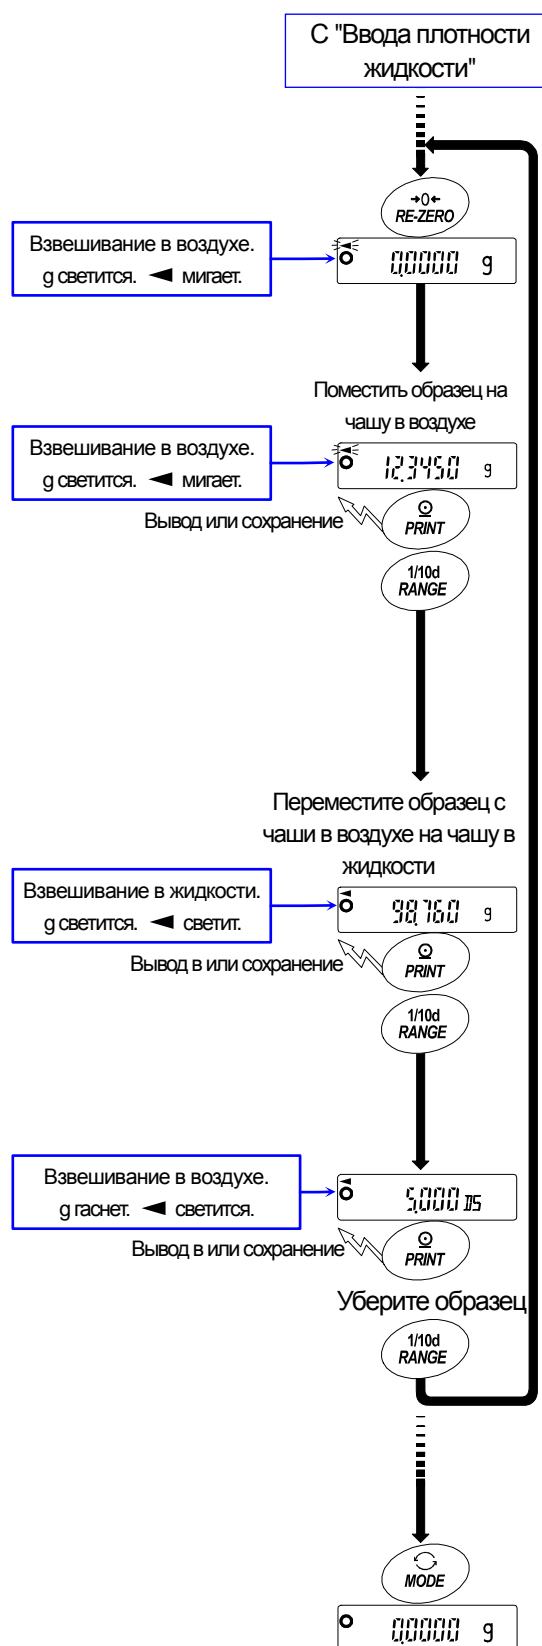 С "Ввода плотности
жидкости"
→0←
RE-ZERO
Взвешивание в воздухе.
g светится. ◄ мигает.
0.0000 g
Поместить образец на
чашу в воздухе
Взвешивание в воздухе.
g светится. ◄ мигает.
12.3450 g
Вывод или сохранение
PRINT
1/10d
RANGE
Переместите образец с
чаши в воздухе на чашу в
жидкости
Взвешивание в жидкости.
g светится. ◄ светит.
98.760 g
Вывод в или сохранение
PRINT
1/10d
RANGE
Взвешивание в воздухе.
g гаснет. ◄ светится.
5.000 DS
Вывод в или сохранение
PRINT
Уберите образец
1/10d
RANGE
MODE
0.0000 g